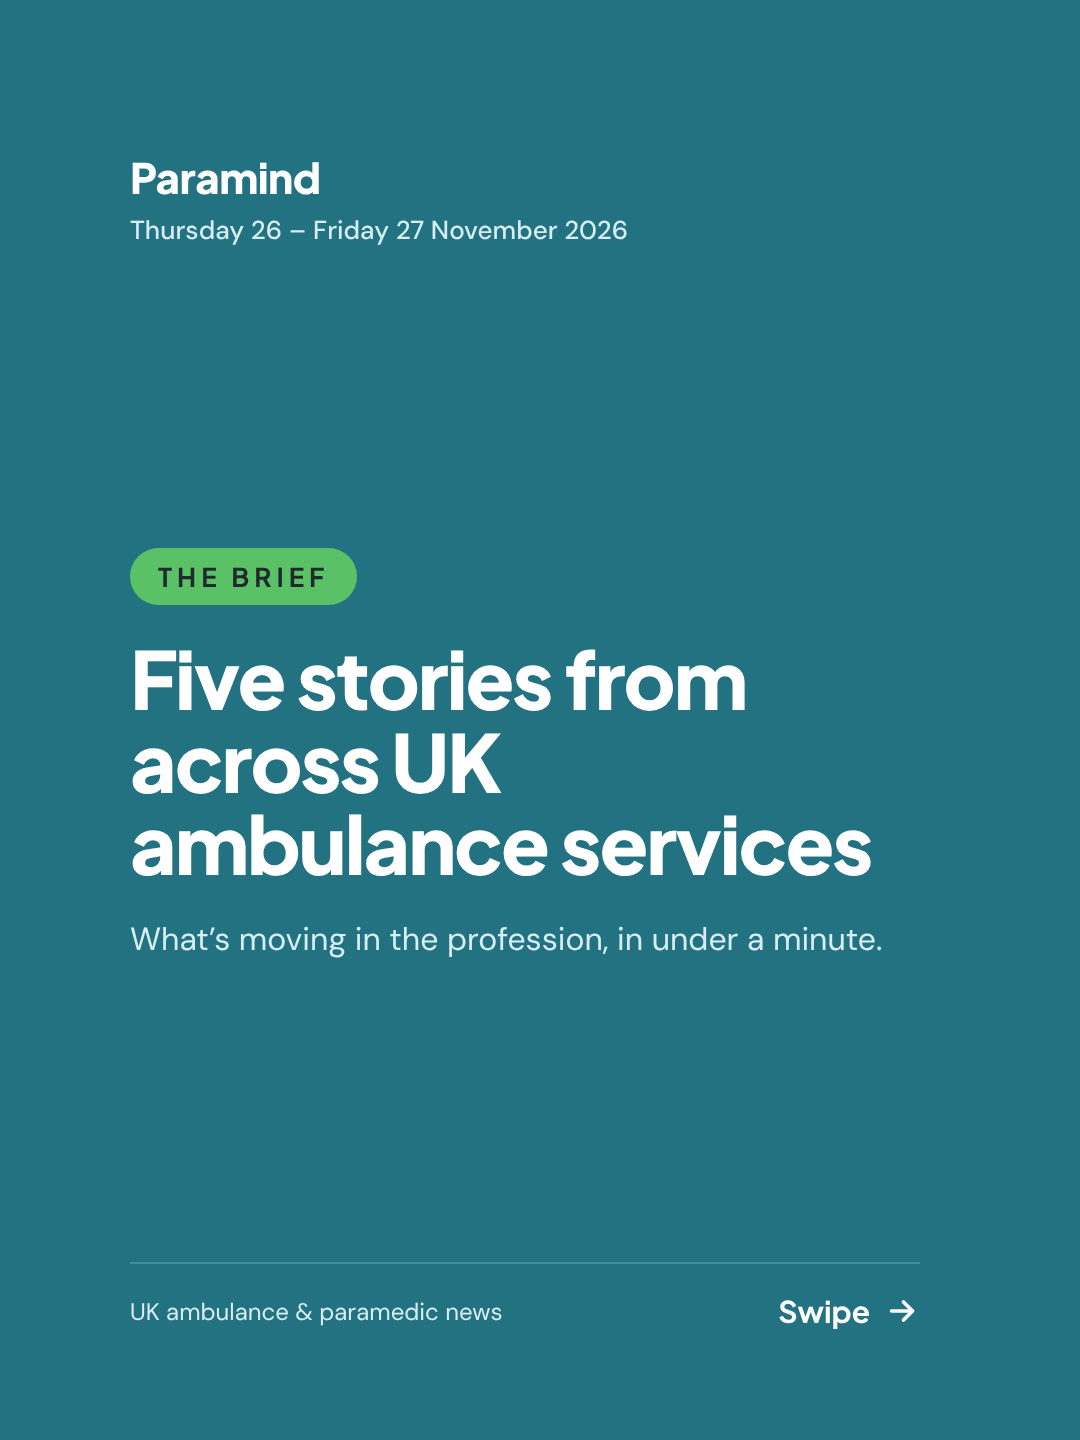 Paramind
Thursday 26 – Friday 27 November 2026
THE BRIEF
Five stories from
across UK
ambulance services
What’s moving in the profession, in under a minute.
UK ambulance & paramedic news
Swipe →